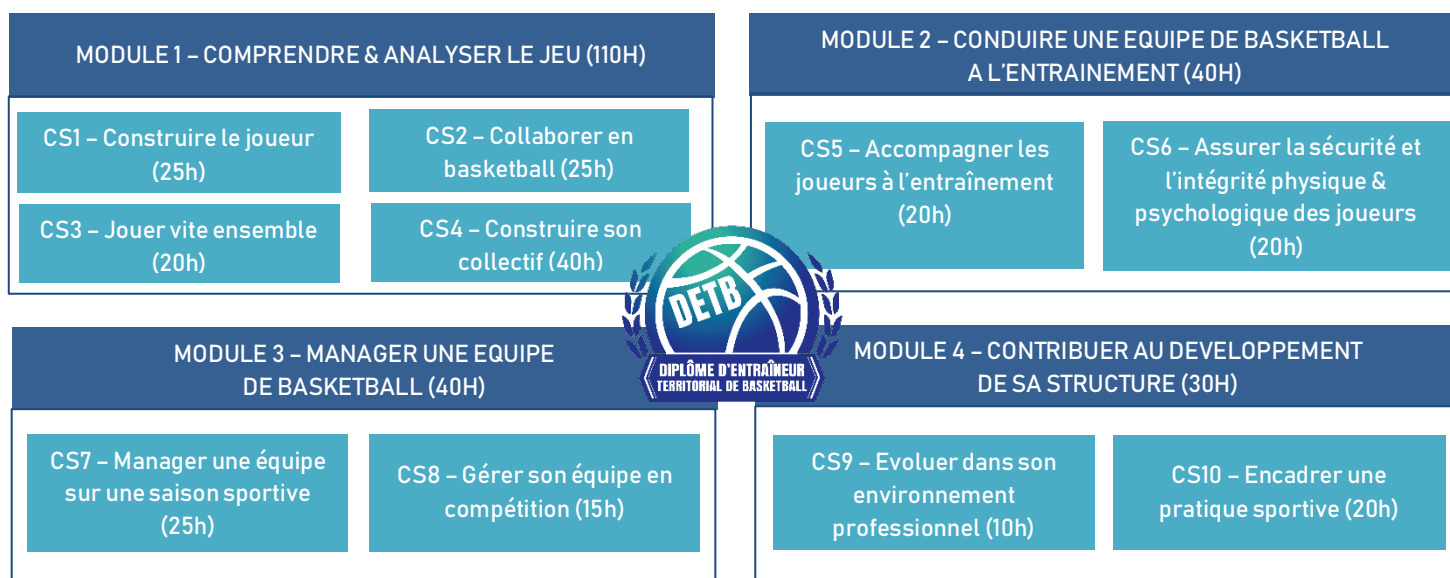 MODULE 1 – COMPRENDRE & ANALYSER LE JEU (110H)
CS1 – Construire le joueur
(25h)
CS2 – Collaborer en
basketball (25h)
CS3 – Jouer vite ensemble
(20h)
CS4 – Construire son
collectif (40h)
MODULE 2 – CONDUIRE UNE EQUIPE DE BASKETBALL
A L'ENTRAINEMENT (40H)
CS5 – Accompagner les
joueurs à l'entraînement
(20h)
CS6 – Assurer la sécurité et
l'intégrité physique &
psychologique des joueurs
(20h)
DETB
DIPLÔME D'ENTRAÎNEUR
TERRITORIAL DE BASKETBALL
MODULE 3 – MANAGER UNE EQUIPE
DE BASKETBALL (40H)
CS7 – Manager une équipe
sur une saison sportive
(25h)
CS8 – Gérer son équipe en
compétition (15h)
MODULE 4 – CONTRIBUER AU DEVELOPPEMENT
DE SA STRUCTURE (30H)
CS9 – Evoluer dans son
environnement
professionnel (10h)
CS10 – Encadrer une
pratique sportive (20h)